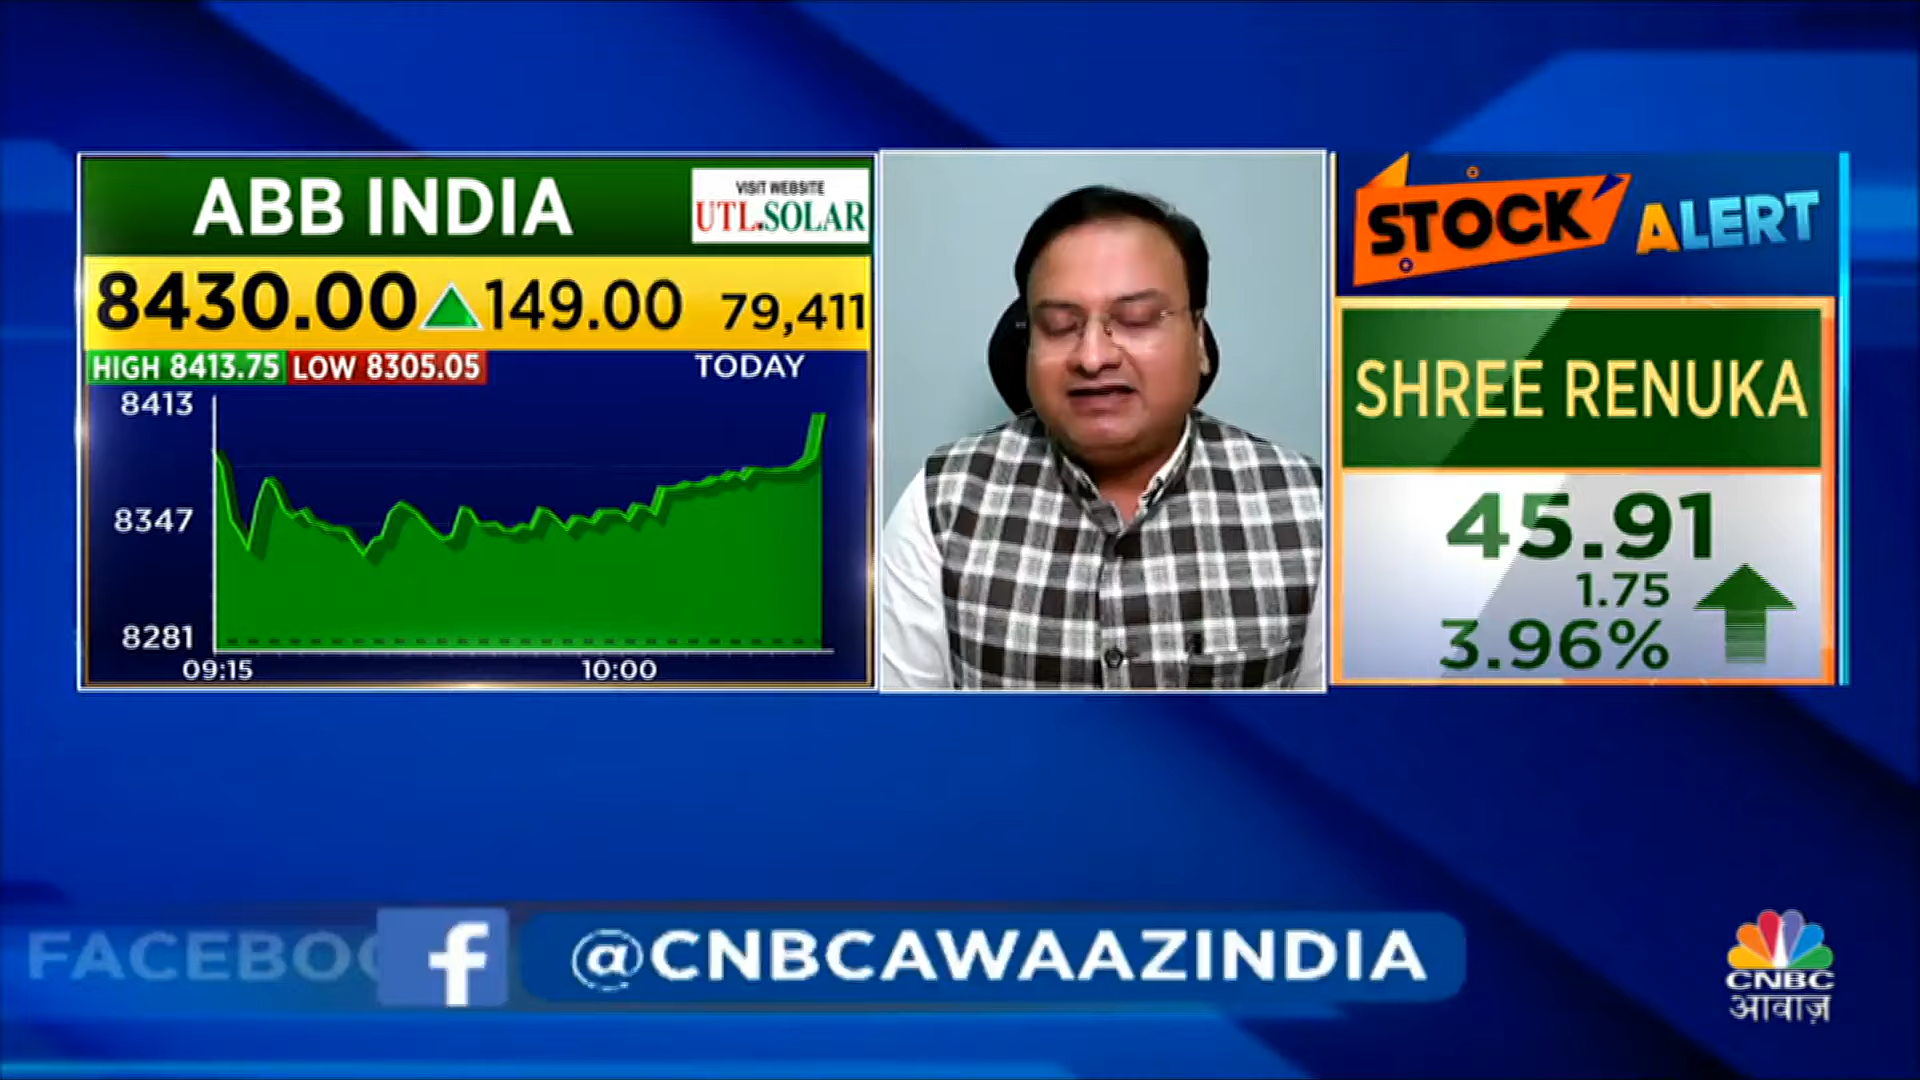 ABB INDIA
VISIT WEBSITE
UTL.SOLAR
8430.00 149.00 79,411
HIGH 8413.75 LOW 8305.05 TODAY
8413
8347
8281
09:15 10:00
STOCK ALERT
SHREE RENUKA
45.91
1.75
3.96%
FACEBOO
f @CNBCAWAAZINDIA
CNBC
आवाज़